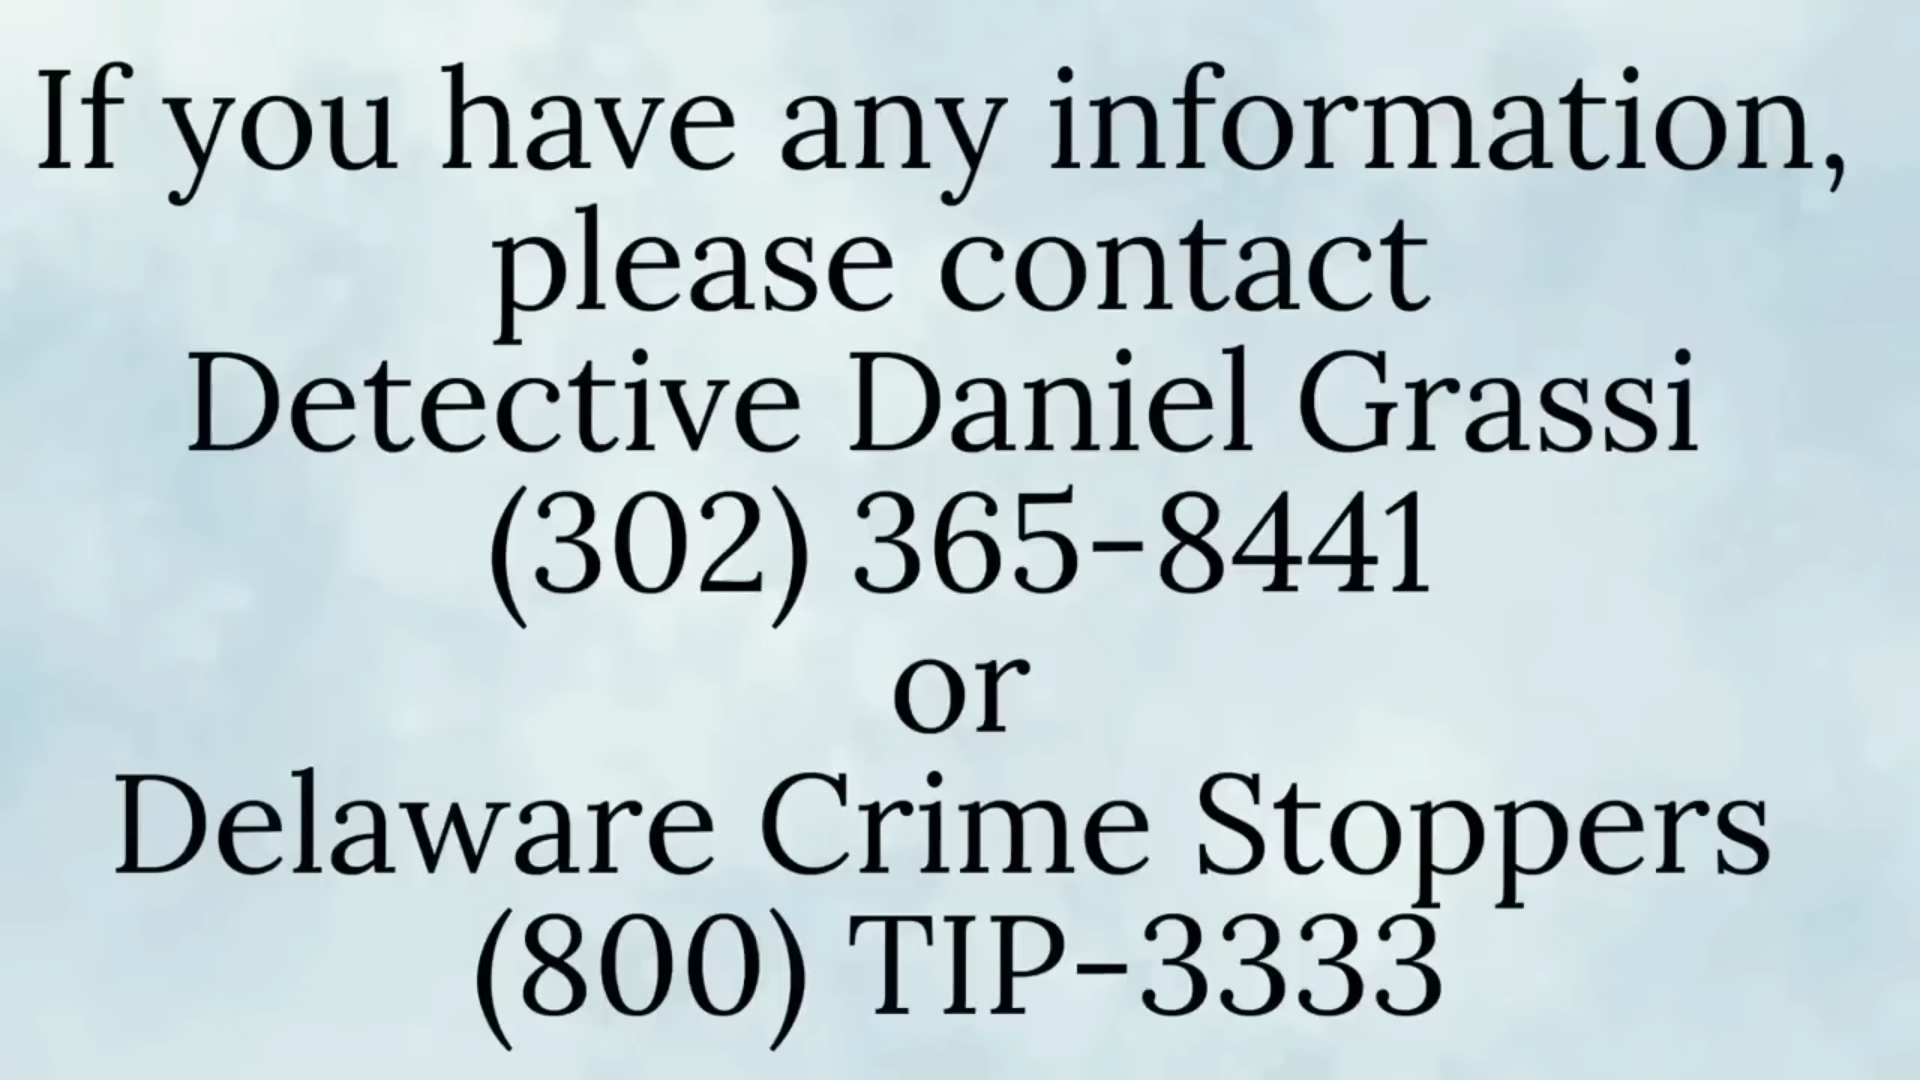 If you have any information,
please contact
Detective Daniel Grassi
(302) 365-8441
or
Delaware Crime Stoppers
(800) TIP-3333